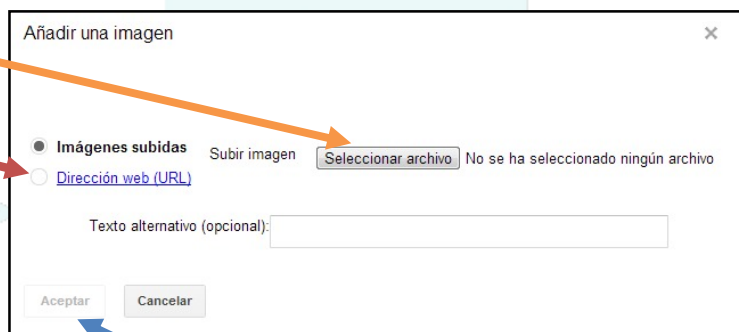 Añadir una imagen ×
Imágenes subidas Subir imagen Seleccionar archivo No se ha seleccionado ningún archivo
Dirección web (URL)
Texto alternativo (opcional):
Aceptar Cancelar